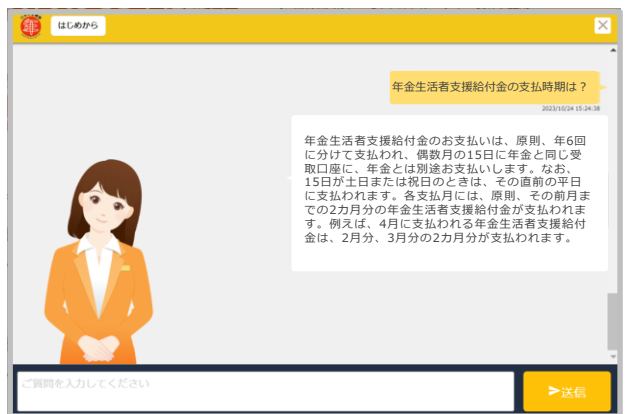 はじめから
年金生活者支援給付金の支払時期は？
2023/10/24 15:24:38
年金生活者支援給付金のお支払いは、原則、年6回
に分けて支払われ、偶数月の15日に年金と同じ受
取口座に、年金とは別途お支払いします。なお、
15日が土日または祝日のときは、その直前の平日
に支払われます。各支払月には、原則、その前月ま
での2カ月分の年金生活者支援給付金が支払われま
す。例えば、4月に支払われる年金生活者支援給付
金は、2月分、3月分の2カ月分が支払われます。
ご質問を入力してください
送信